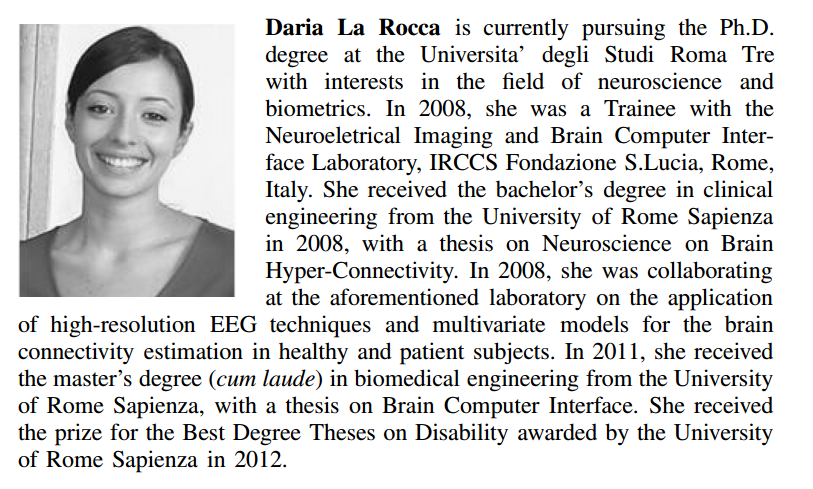 Daria La Rocca is currently pursuing the Ph.D.
degree at the Universita' degli Studi Roma Tre
with interests in the field of neuroscience and
biometrics. In 2008, she was a Trainee with the
Neuroeletrical Imaging and Brain Computer Inter-
face Laboratory, IRCCS Fondazione S.Lucia, Rome,
Italy. She received the bachelor's degree in clinical
engineering from the University of Rome Sapienza
in 2008, with a thesis on Neuroscience on Brain
Hyper-Connectivity. In 2008, she was collaborating
at the aforementioned laboratory on the application
of high-resolution EEG techniques and multivariate models for the brain
connectivity estimation in healthy and patient subjects. In 2011, she received
the master's degree (cum laude) in biomedical engineering from the University
of Rome Sapienza, with a thesis on Brain Computer Interface. She received
the prize for the Best Degree Theses on Disability awarded by the University
of Rome Sapienza in 2012.